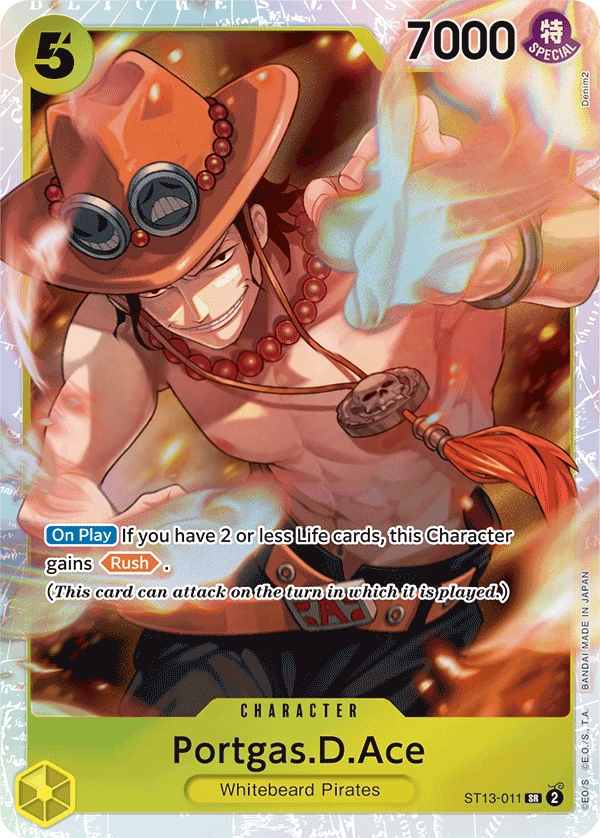 5
7000
特
SPECIAL
Denim2
On Play If you have 2 or less Life cards, this Character
gains Rush .
(This card can attack on the turn in which it is played.)
CHARACTER
Portgas.D.Ace
Whitebeard Pirates
ST13-011 SR 2
©EO/S ©E.O./S., T.A. BANDAI MADE IN JAPAN